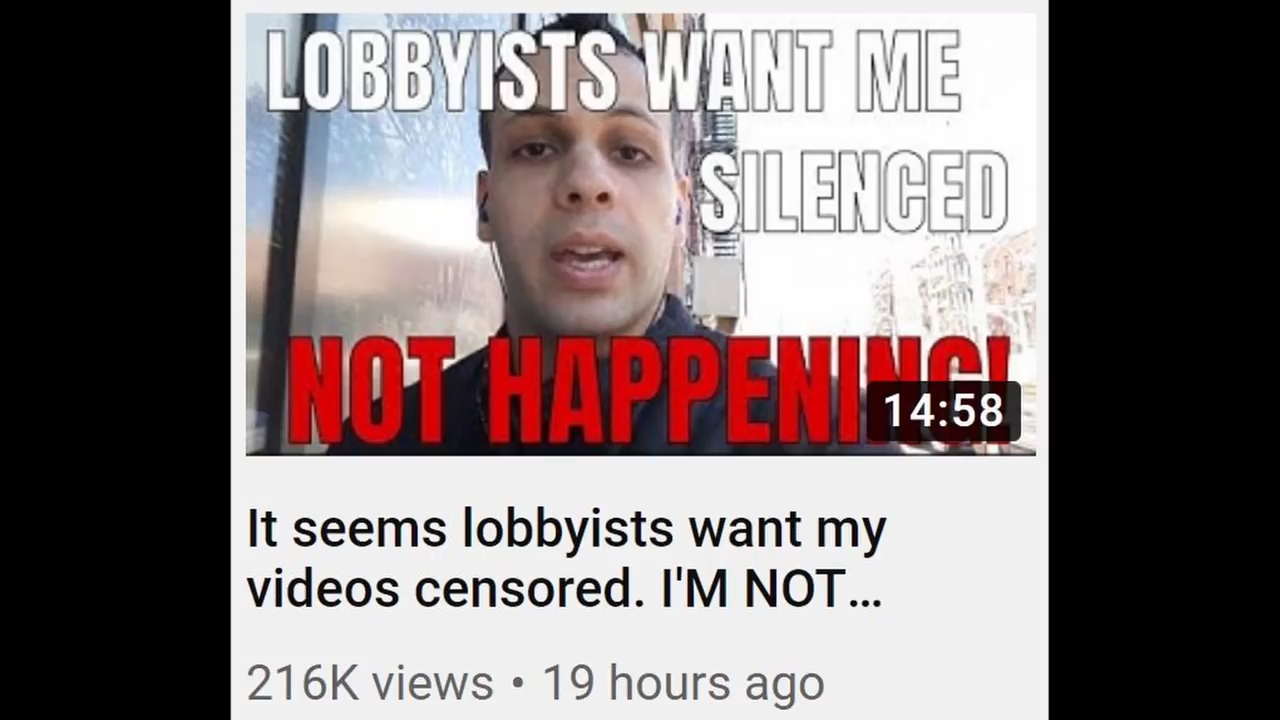 LOBBYISTS WANT ME
SILENCED
NOT HAPPENING!
14:58
It seems lobbyists want my
videos censored. I'M NOT...
216K views • 19 hours ago